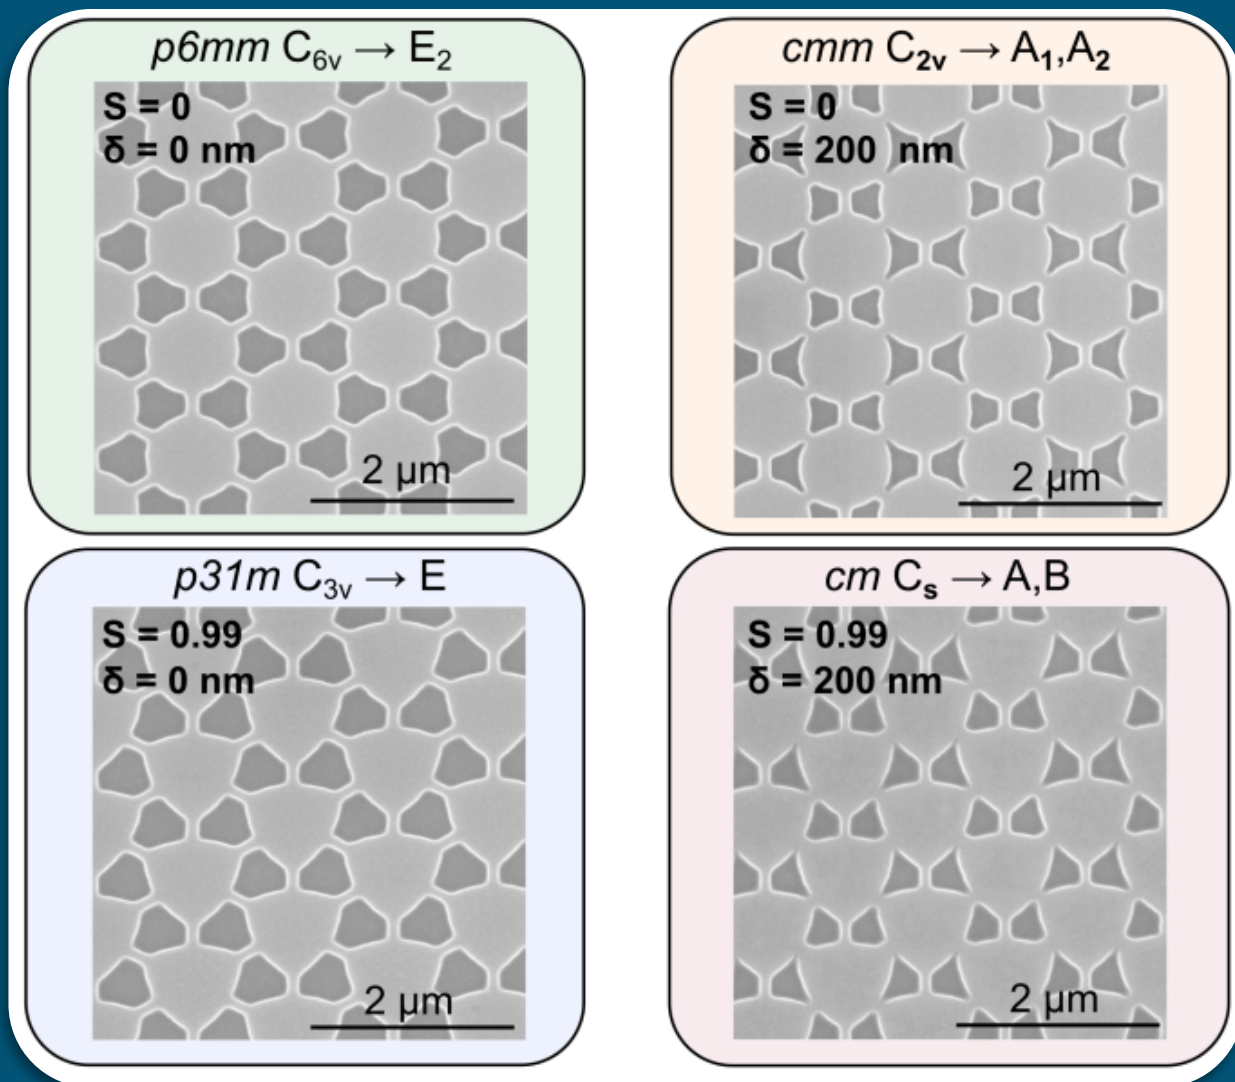 p6mm C₆ᵥ → E₂
S = 0
δ = 0 nm
2 μm
cmm C₂ᵥ → A₁,A₂
S = 0
δ = 200 nm
2 μm
p31m C₃ᵥ → E
S = 0.99
δ = 0 nm
2 μm
cm Cₛ → A,B
S = 0.99
δ = 200 nm
2 μm